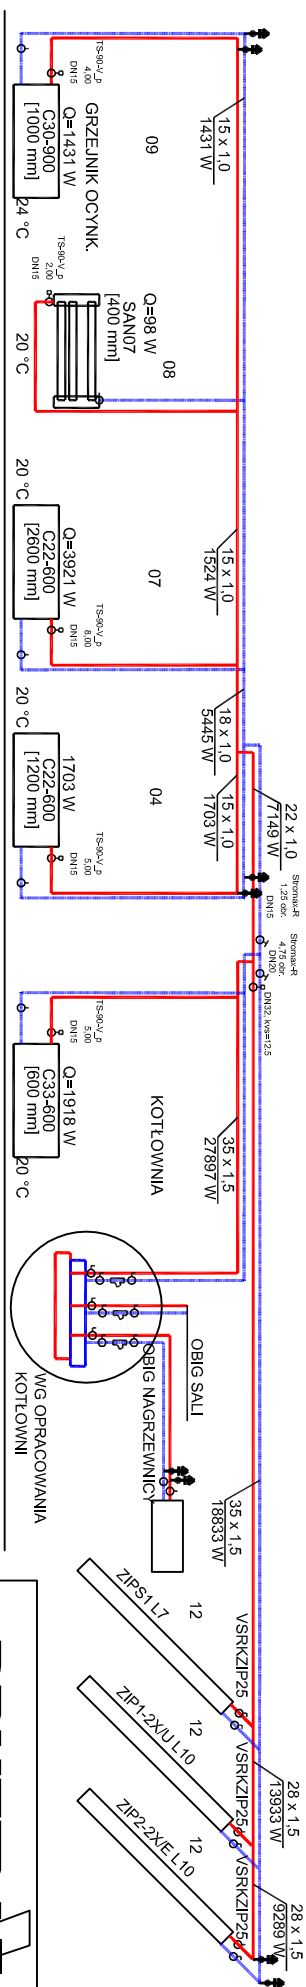 15 x 1,0
1431 W
09
GRZEJNIK OCYNK.
Q=1431 W
C30-900
[1000 mm]
24 °C
TS-90-V_p
4,00
DN15
08
Q=98 W
SAN07
[400 mm]
TS-90-V_p
2,00
DN15
20 °C
15 x 1,0
1524 W
07
Q=3921 W
C22-600
[2600 mm]
20 °C
TS-90-V_p
8,00
DN15
18 x 1,0
5445 W
15 x 1,0
1703 W
04
1703 W
C22-600
[1200 mm]
20 °C
TS-90-V_p
5,00
DN15
22 x 1,0
7149 W
Stromax-R
1,25 obr.
DN15
Stromax-R
4,75 obr.
DN20
DN32, kvs=12,5
35 x 1,5
27897 W
KOTŁOWNIA
Q=1918 W
C33-600
[600 mm]
20 °C
TS-90-V_p
5,00
DN15
OBIG SALI
OBIG NAGRZEWNICY
WG OPRACOWANIA
KOTŁOWNI
35 x 1,5
18833 W
12
ZIPS1 L7
VSRKZIP25
28 x 1,5
13933 W
12
ZIP1-2X/U L10
VSRKZIP25
28 x 1,5
9289 W
12
ZIP2-2X/E L10
VSRKZIP25